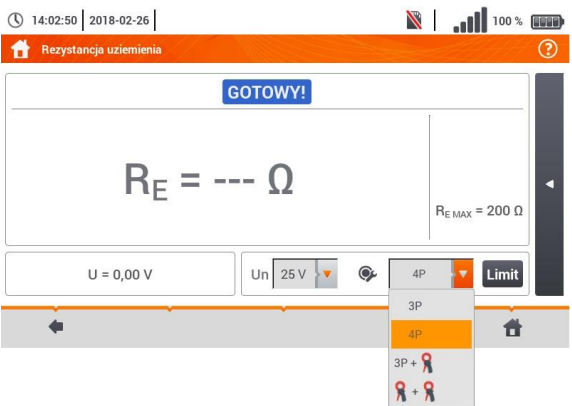 14:02:50 2018-02-26 100 %
Rezystancja uziemienia ?
GOTOWY!
RE = --- Ω
RE MAX = 200 Ω
U = 0,00 V
Un 25 V 4P Limit
3P
4P
3P +
+